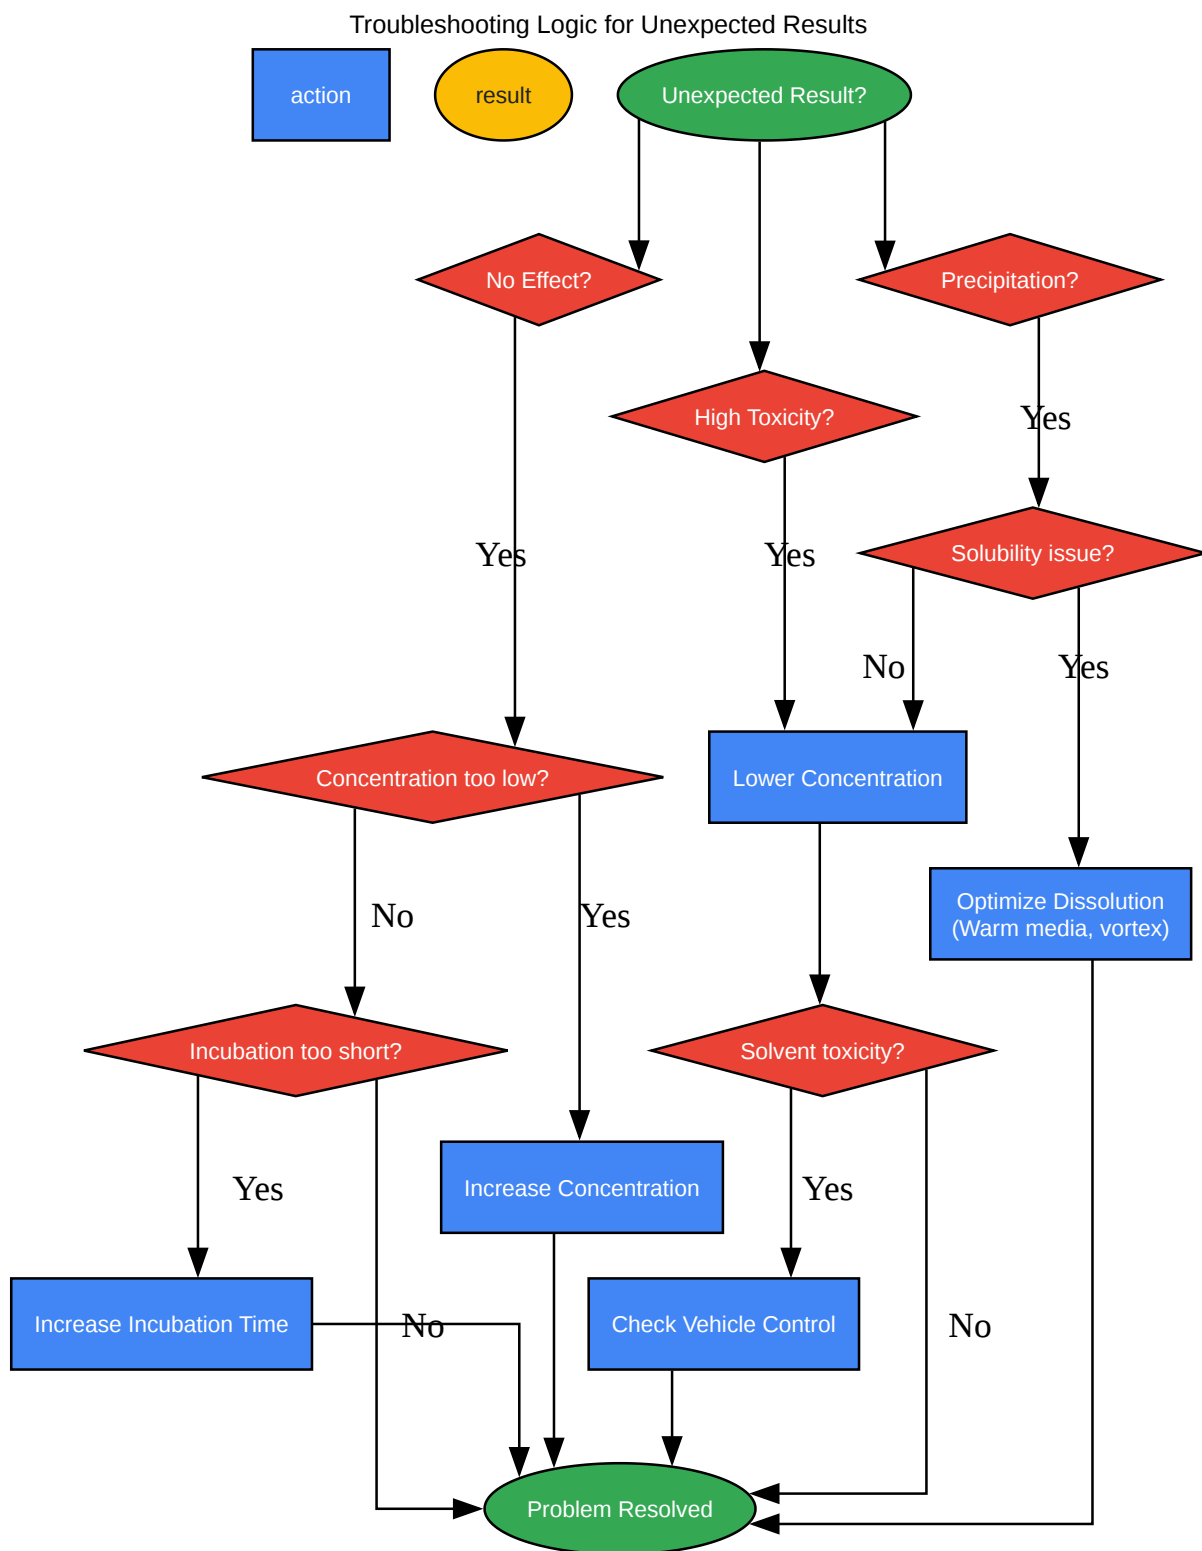 Troubleshooting Logic for Unexpected Results
action
result
Unexpected Result?
No Effect?
Precipitation?
High Toxicity?
Yes
Yes
Yes
Solubility issue?
No
Yes
Concentration too low?
Lower Concentration
No
Yes
Optimize Dissolution
(Warm media, vortex)
Incubation too short?
Solvent toxicity?
Yes
Increase Concentration
Yes
Increase Incubation Time
No
Check Vehicle Control
No
Problem Resolved